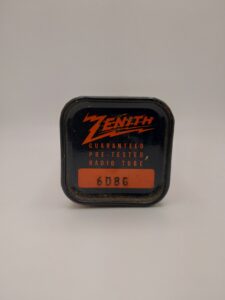 ZENITH
GUARANTEED
PRE-TESTED
RADIO TUBE
6D8G